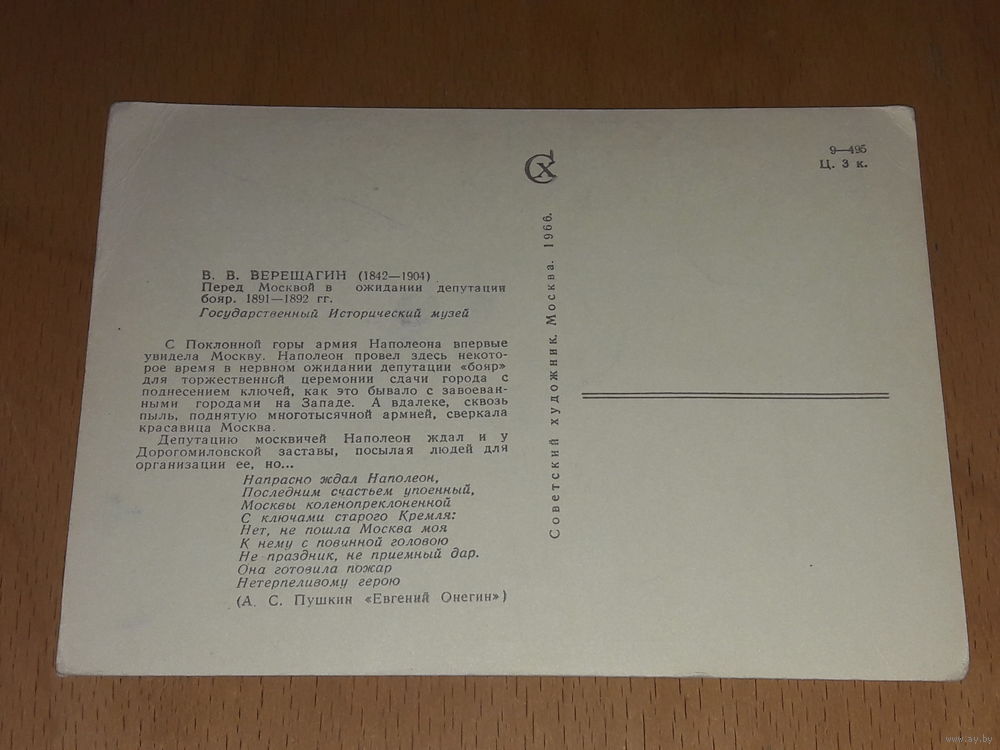 В. В. ВЕРЕЩАГИН (1842—1904)
Перед Москвой в ожидании депутации
бояр. 1891—1892 гг.
Государственный Исторический музей
С Поклонной горы армия Наполеона впервые
увидела Москву. Наполеон провел здесь некото-
рое время в нервном ожидании депутации «бояр»
для торжественной церемонии сдачи города с
поднесением ключей, как это бывало с завоеван-
ными городами на Западе. А вдалеке, сквозь
пыль, поднятую многотысячной армией, сверкала
красавица Москва.
Депутацию москвичей Наполеон ждал и у
Дорогомиловской заставы, посылая людей для
организации ее, но...
Напрасно ждал Наполеон,
Последним счастьем упоенный,
Москвы коленопреклоненной
С ключами старого Кремля:
Нет, не пошла Москва моя
К нему с повинной головою
Не праздник, не приемный дар.
Она готовила пожар
Нетерпеливому герою
(А. С. Пушкин «Евгений Онегин»)
Советский художник. Москва. 1966.
СХ
9—495
Ц. 3 к.
www.ay.by